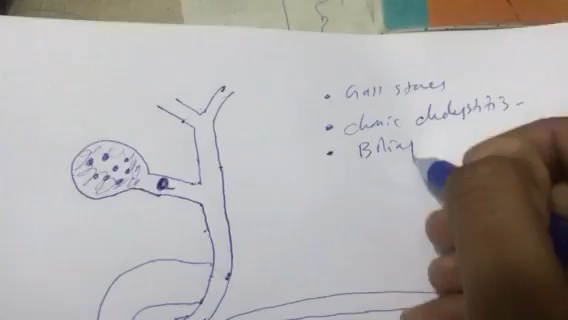 • Gall stones
• chronic cholecystitis -
• Biliary